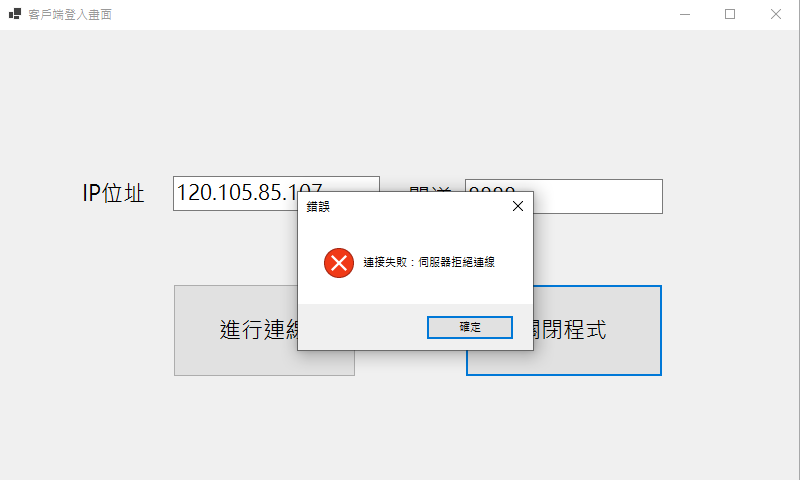 客戶端登入畫面
IP位址
120.105.85.107
錯誤
連接失敗：伺服器拒絕連線
確定
進行連線
關閉程式